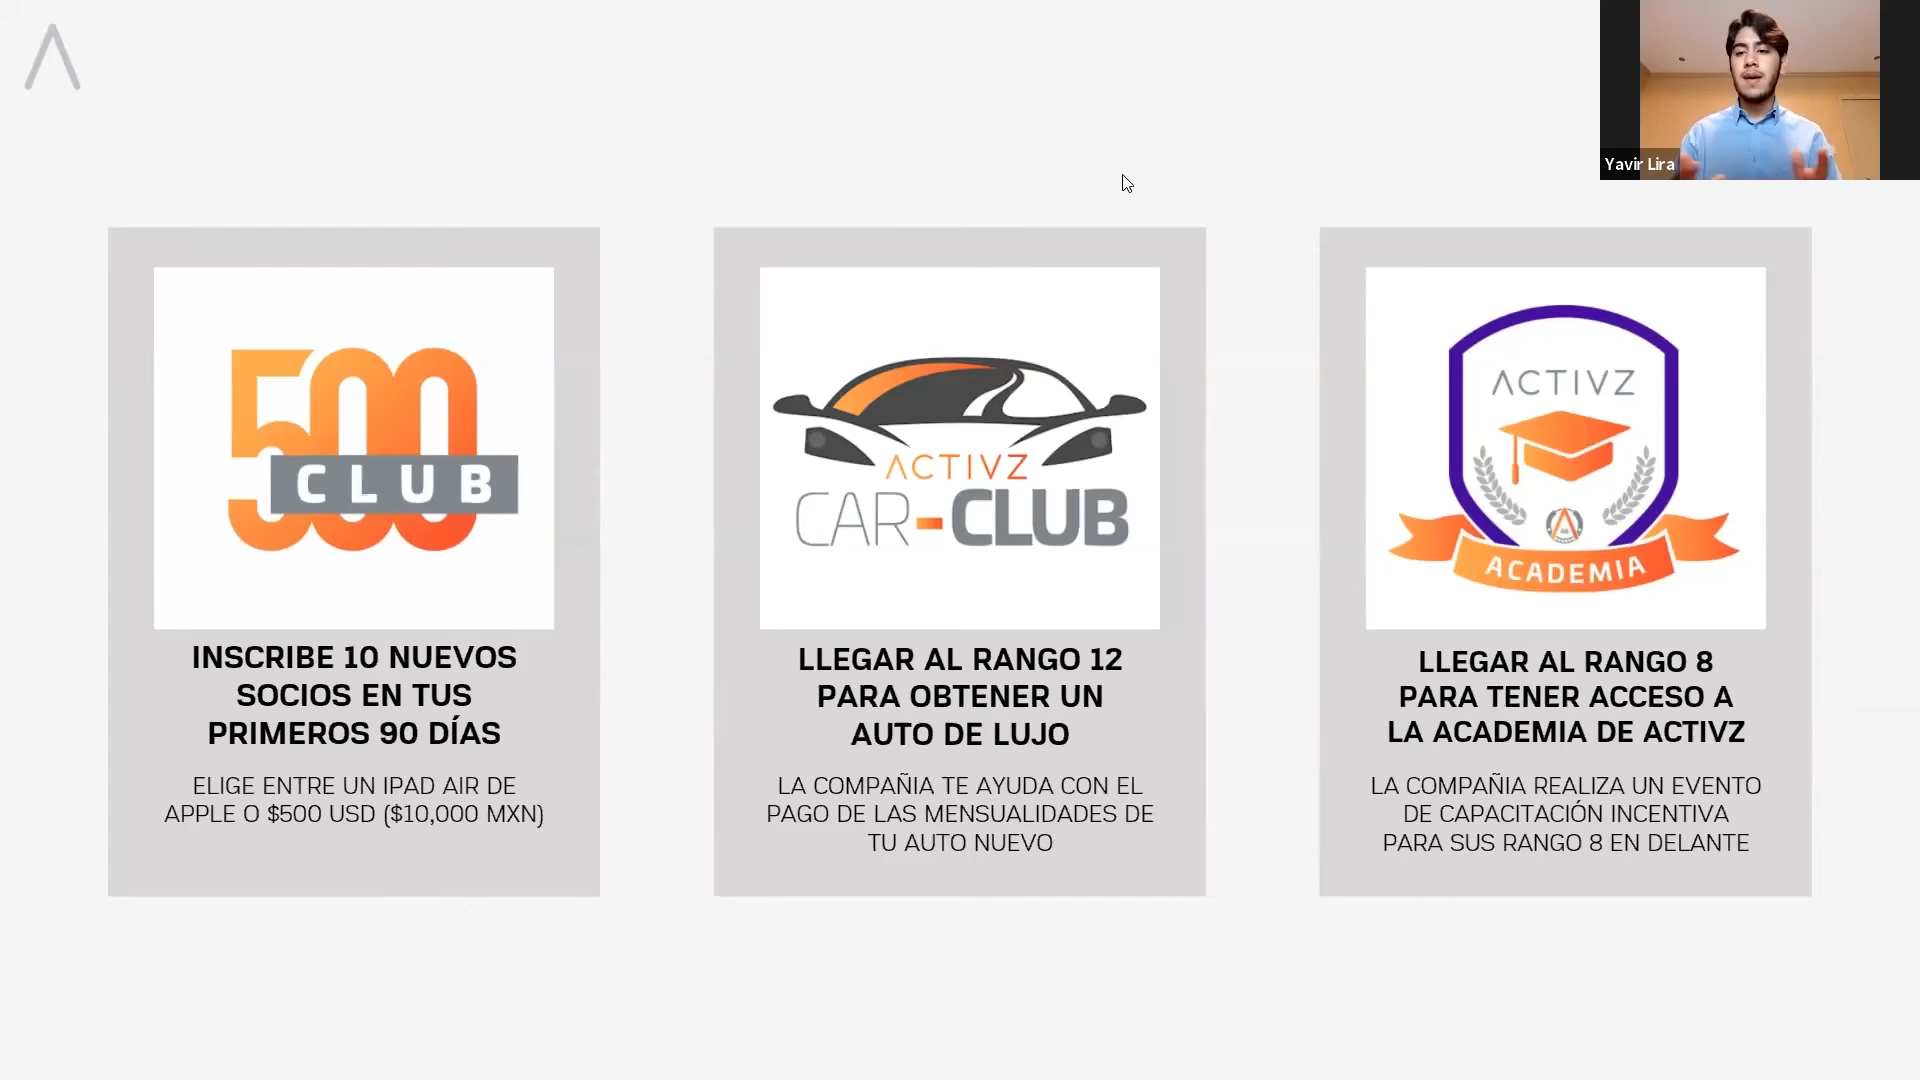 Yavir Lira
500
CLUB
INSCRIBE 10 NUEVOS
SOCIOS EN TUS
PRIMEROS 90 DÍAS
ELIGE ENTRE UN IPAD AIR DE
APPLE O $500 USD ($10,000 MXN)
ACTIVZ
CAR-CLUB
LLEGAR AL RANGO 12
PARA OBTENER UN
AUTO DE LUJO
LA COMPAÑIA TE AYUDA CON EL
PAGO DE LAS MENSUALIDADES DE
TU AUTO NUEVO
ACTIVZ
ACADEMIA
LLEGAR AL RANGO 8
PARA TENER ACCESO A
LA ACADEMIA DE ACTIVZ
LA COMPAÑIA REALIZA UN EVENTO
DE CAPACITACIÓN INCENTIVA
PARA SUS RANGO 8 EN DELANTE